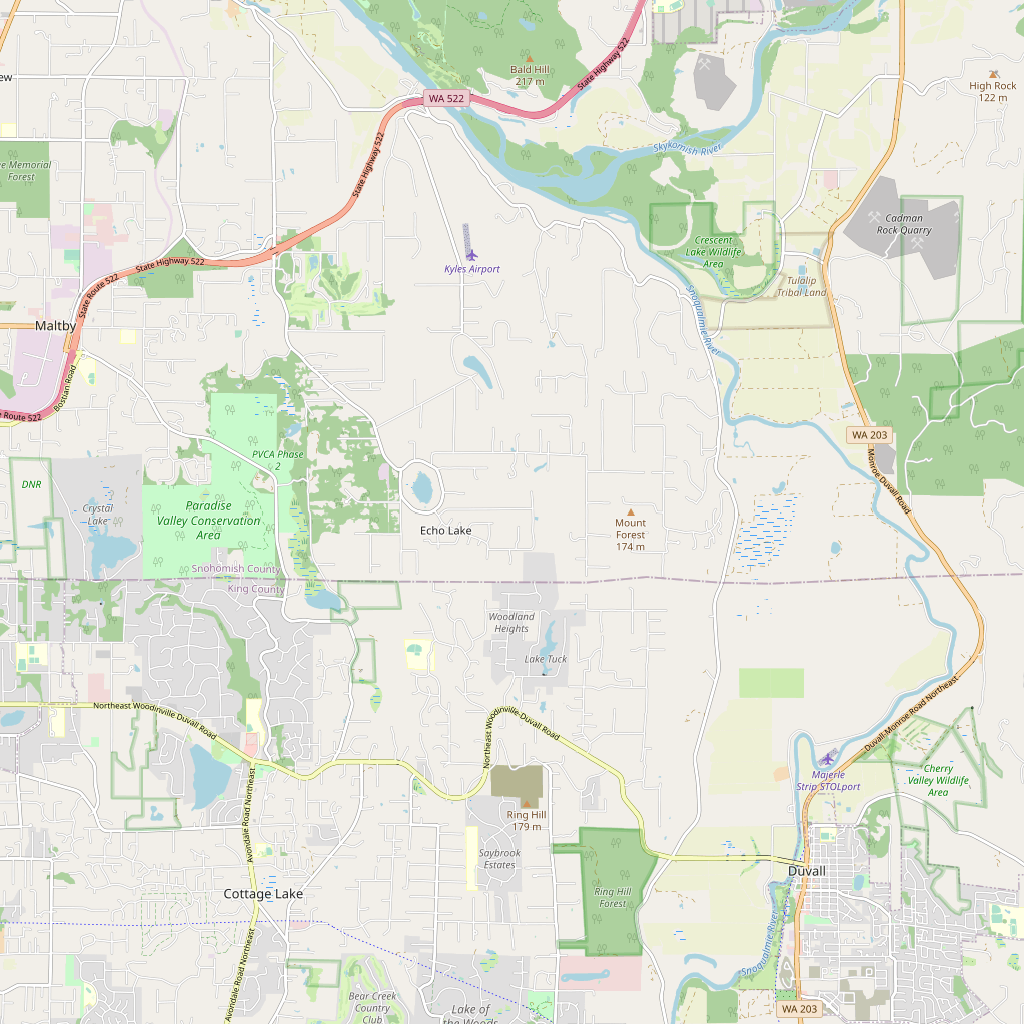 Bald Hill
217 m
State Highway 522
WA 522
High Rock
122 m
ew
Skykomish River
State Highway 522
e Memorial
Forest
Cadman
Rock Quarry
Crescent
Lake Wildlife
Area
State Highway 522
Kyles Airport
Tulalip
Tribal Land
State Route 522
Snoqualmie River
Maltby
Bostian Road
e Route 522
WA 203
PVCA Phase
2
Monroe Duvall Road
DNR
Crystal
Lake
Paradise
Valley Conservation
Area
Echo Lake
Mount
Forest
174 m
Snohomish County
King County
Woodland
Heights
Lake Tuck
Northeast Woodinville Duvall Road
Northeast Woodinville-Duvall Road
Duvall-Monroe Road Northeast
Majerle
Strip STOLport
Cherry
Valley Wildlife
Area
Avondale Road Northeast
Ring Hill
179 m
Saybrook
Estates
Duvall
Cottage Lake
Ring Hill
Forest
Avondale Road Northeast
Snoqualmie River
Bear Creek
Country
Club
Lake of
the Woods
WA 203